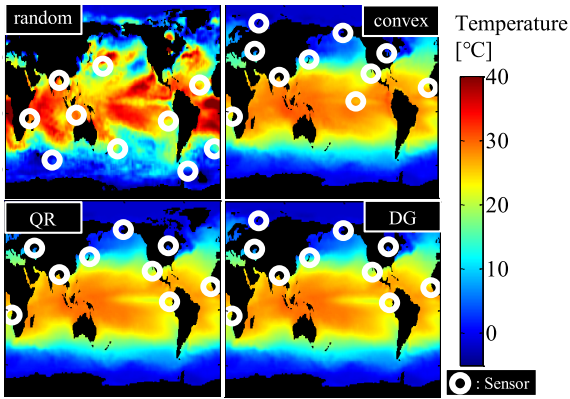 random
convex
Temperature
[℃]
40
30
20
10
0
QR
DG
: Sensor